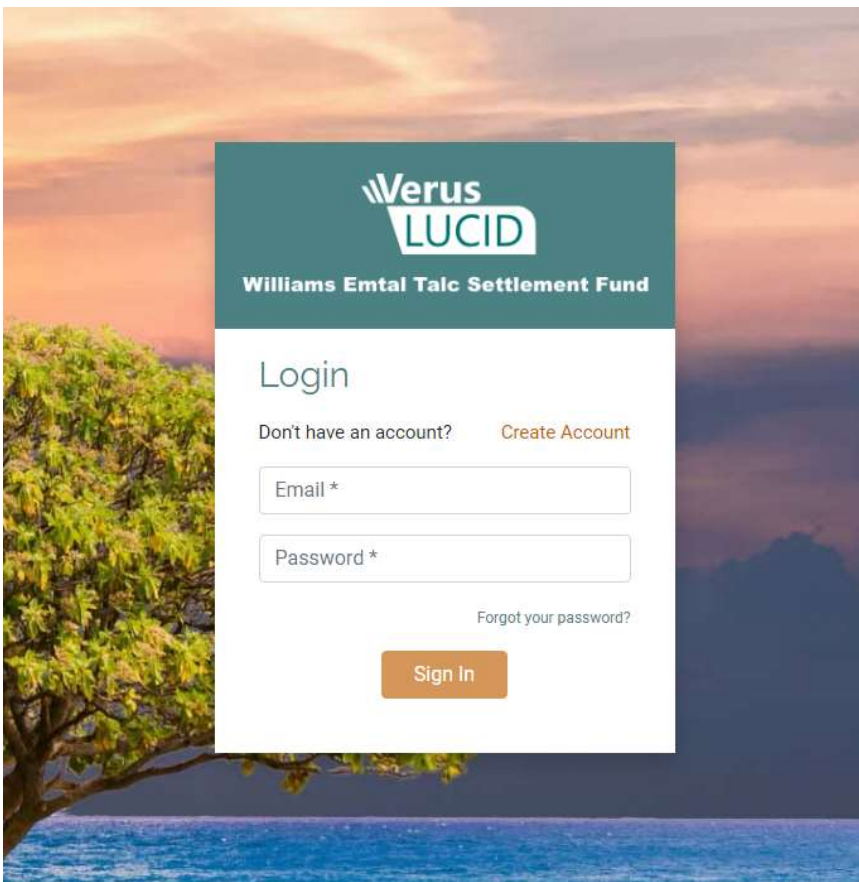 Verus
LUCID
Williams Emtal Talc Settlement Fund
Login
Don't have an account? Create Account
Email *
Password *
Forgot your password?
Sign In